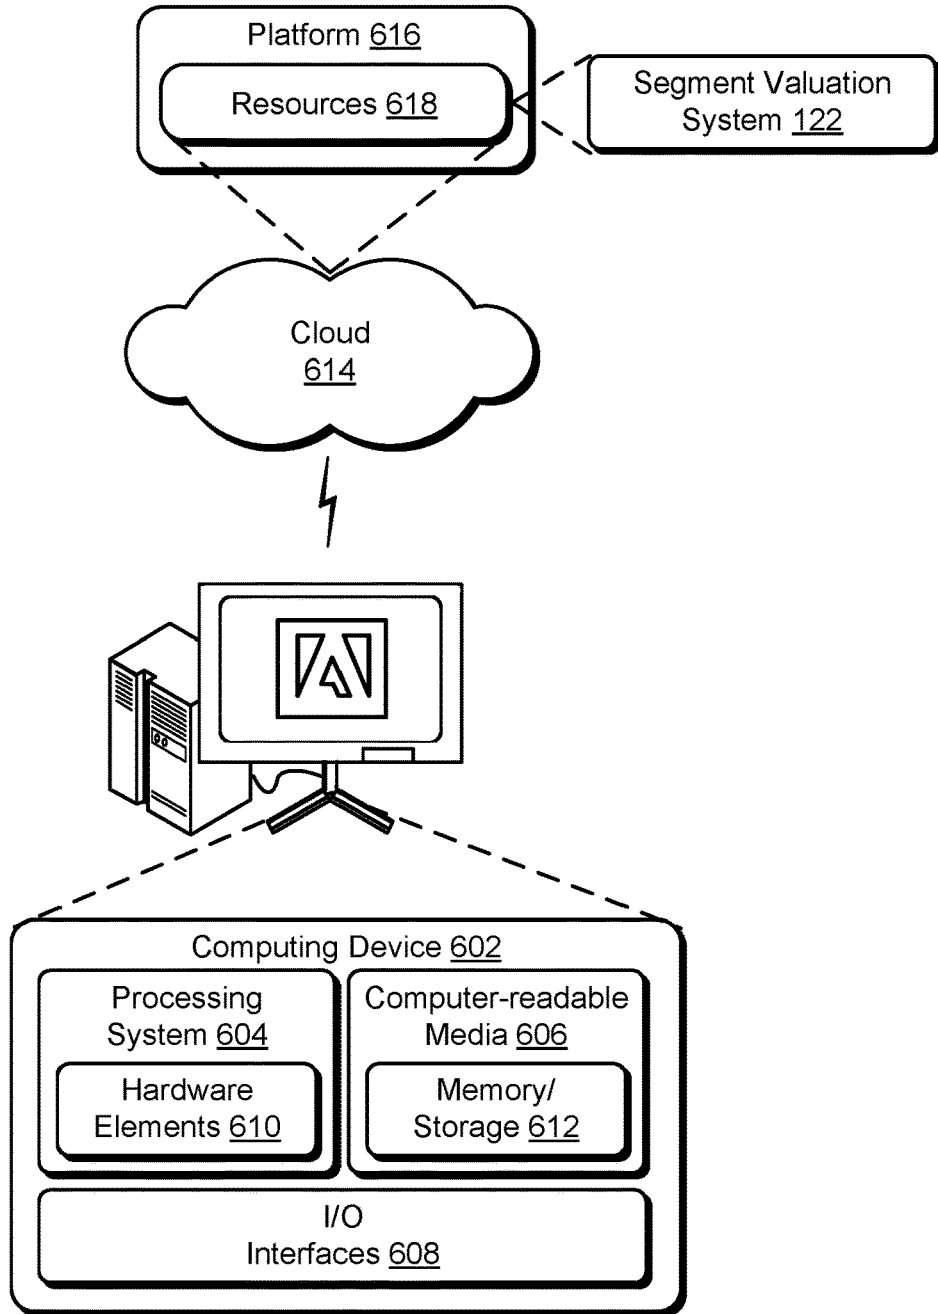 Platform 616
Resources 618
Segment Valuation
System 122
Cloud
614
Computing Device 602
Processing
System 604
Hardware
Elements 610
Computer-readable
Media 606
Memory/
Storage 612
I/O
Interfaces 608